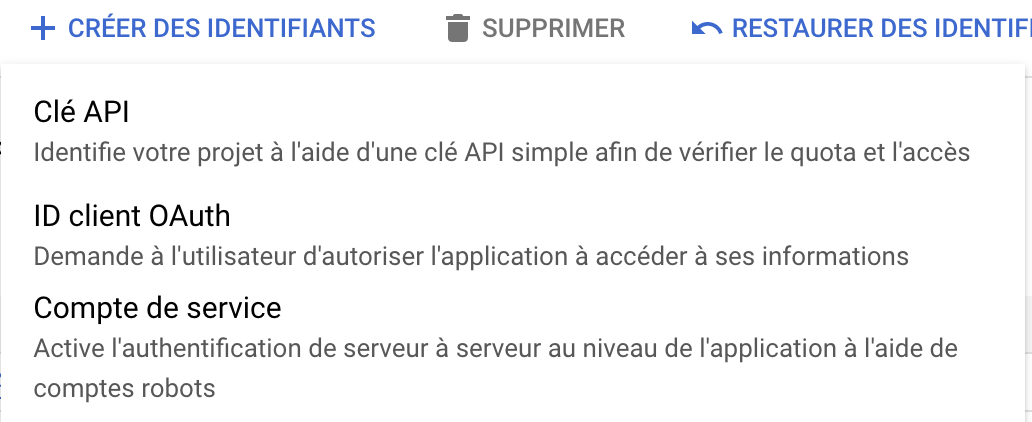 CRÉER DES IDENTIFIANTS SUPPRIMER RESTAURER DES IDENTIF
Clé API
Identifie votre projet à l'aide d'une clé API simple afin de vérifier le quota et l'accès
ID client OAuth
Demande à l'utilisateur d'autoriser l'application à accéder à ses informations
Compte de service
Active l'authentification de serveur à serveur au niveau de l'application à l'aide de
comptes robots